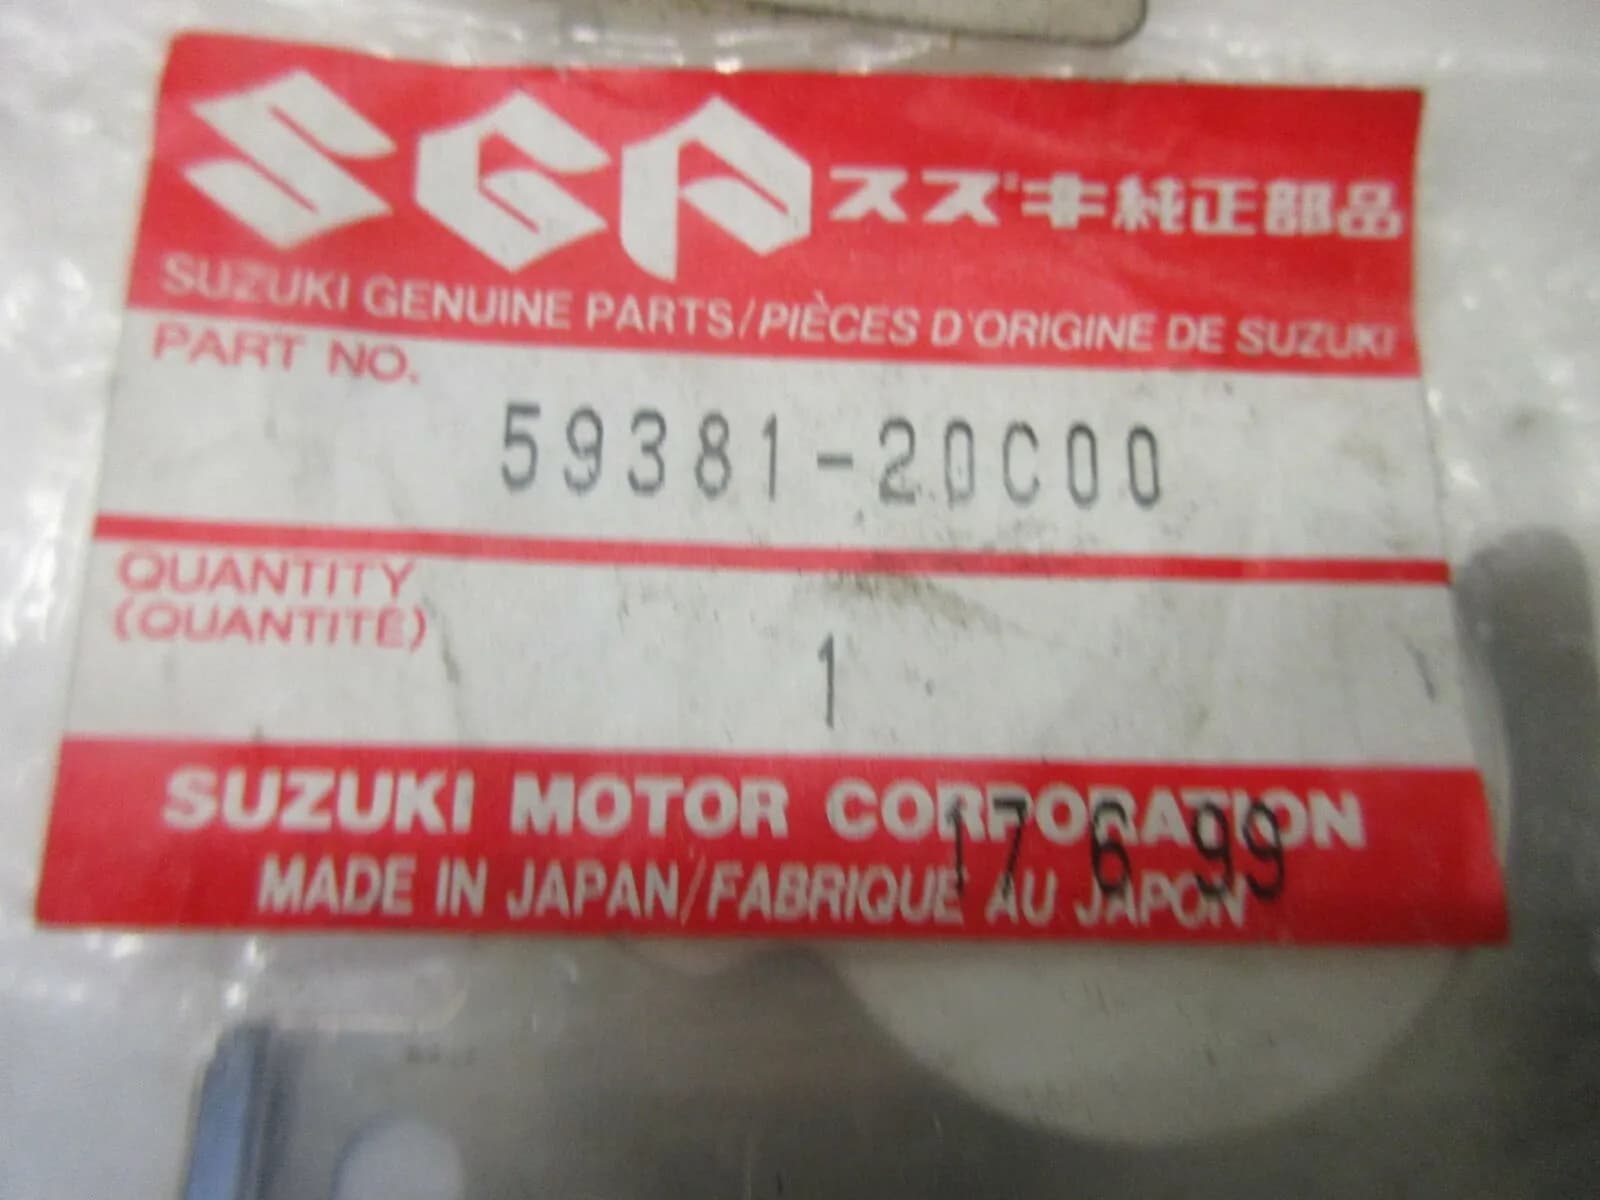 SGP スズキ純正部品
SUZUKI GENUINE PARTS/PIÈCES D'ORIGINE DE SUZUKI
PART NO.
59381-20C00
QUANTITY
(QUANTITÉ)
1
SUZUKI MOTOR CORPORATION
17 6 99
MADE IN JAPAN/FABRIQUÉ AU JAPON